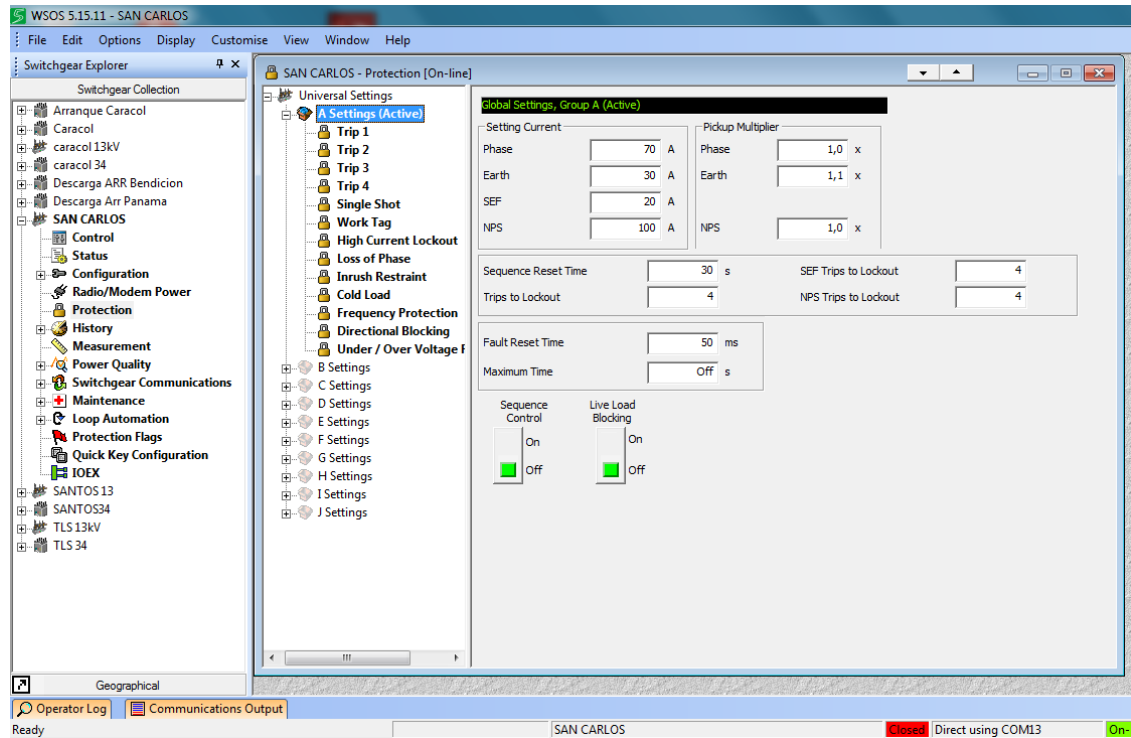 WSOS 5.15.11 - SAN CARLOS
File Edit Options Display Customise View Window Help
Switchgear Explorer
Switchgear Collection
Arranque Caracol
Caracol
caracol 13kV
caracol 34
Descarga ARR Bendicion
Descarga Arr Panama
SAN CARLOS
Control
Status
Configuration
Radio/Modem Power
Protection
History
Measurement
Power Quality
Switchgear Communications
Maintenance
Loop Automation
Protection Flags
Quick Key Configuration
IOEX
SANTOS 13
SANTOS34
TLS 13kV
TLS 34
Geographical
SAN CARLOS - Protection [On-line]
Universal Settings
A Settings (Active)
Trip 1
Trip 2
Trip 3
Trip 4
Single Shot
Work Tag
High Current Lockout
Loss of Phase
Inrush Restraint
Cold Load
Frequency Protection
Directional Blocking
Under / Over Voltage
B Settings
C Settings
D Settings
E Settings
F Settings
G Settings
H Settings
I Settings
J Settings
Global Settings, Group A (Active)
Setting Current Pickup Multiplier
Phase 70 A Phase 1,0 x
Earth 30 A Earth 1,1 x
SEF 20 A
NPS 100 A NPS 1,0 x
Sequence Reset Time 30 s SEF Trips to Lockout 4
Trips to Lockout 4 NPS Trips to Lockout 4
Fault Reset Time 50 ms
Maximum Time Off s
Sequence Live Load
Control Blocking
On On
Off Off
Operator Log Communications Output
Ready SAN CARLOS Closed Direct using COM13 On-